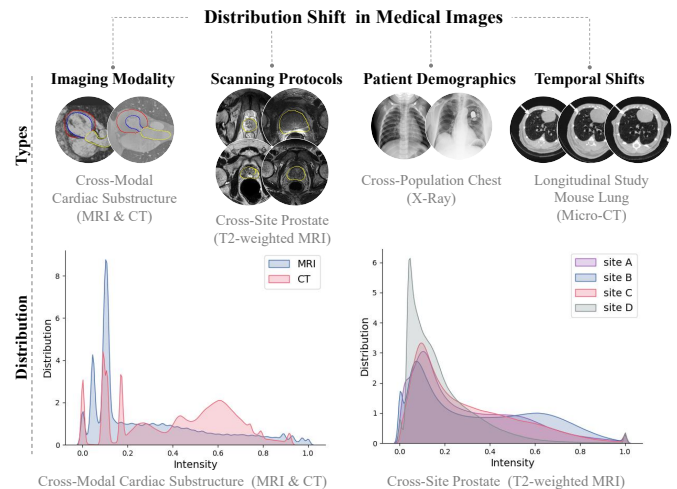 Distribution Shift in Medical Images
Types
Imaging Modality
Cross-Modal
Cardiac Substructure
(MRI & CT)
Scanning Protocols
Cross-Site Prostate
(T2-weighted MRI)
Patient Demographics
Cross-Population Chest
(X-Ray)
Temporal Shifts
Longitudinal Study
Mouse Lung
(Micro-CT)
Distribution
Distribution
8
6
4
2
0
0.0 0.2 0.4 0.6 0.8 1.0
Intensity
MRI
CT
Cross-Modal Cardiac Substructure (MRI & CT)
Distribution
6
5
4
3
2
1
0
0.0 0.2 0.4 0.6 0.8 1.0
Intensity
site A
site B
site C
site D
Cross-Site Prostate (T2-weighted MRI)